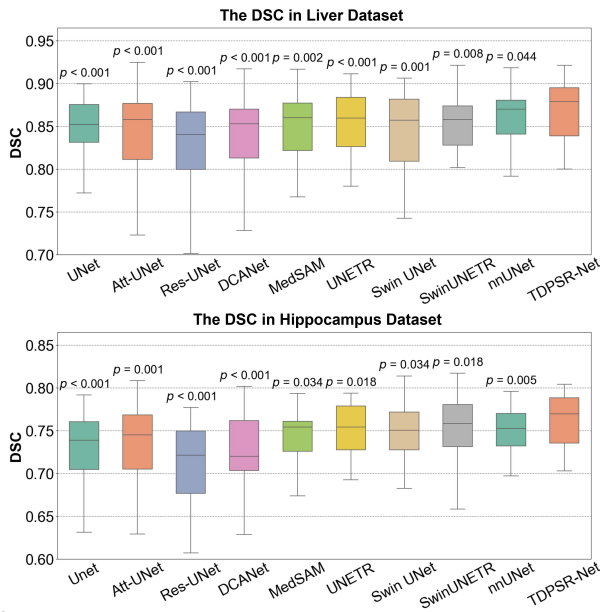 The DSC in Liver Dataset
0.95
0.90
0.85
0.80
0.75
0.70
DSC
p < 0.001
p < 0.001
p < 0.001
p < 0.001
p = 0.002
p < 0.001
p = 0.001
p = 0.008
p = 0.044
UNet
Att-UNet
Res-UNet
DCANet
MedSAM
UNETR
Swin UNet
SwinUNETR
nnUNet
TDPSR-Net
The DSC in Hippocampus Dataset
0.85
0.80
0.75
0.70
0.65
0.60
DSC
p < 0.001
p = 0.001
p < 0.001
p < 0.001
p = 0.034
p = 0.018
p = 0.034
p = 0.018
p = 0.005
Unet
Att-UNet
Res-UNet
DCANet
MedSAM
UNETR
Swin UNet
SwinUNETR
nnUNet
TDPSR-Net